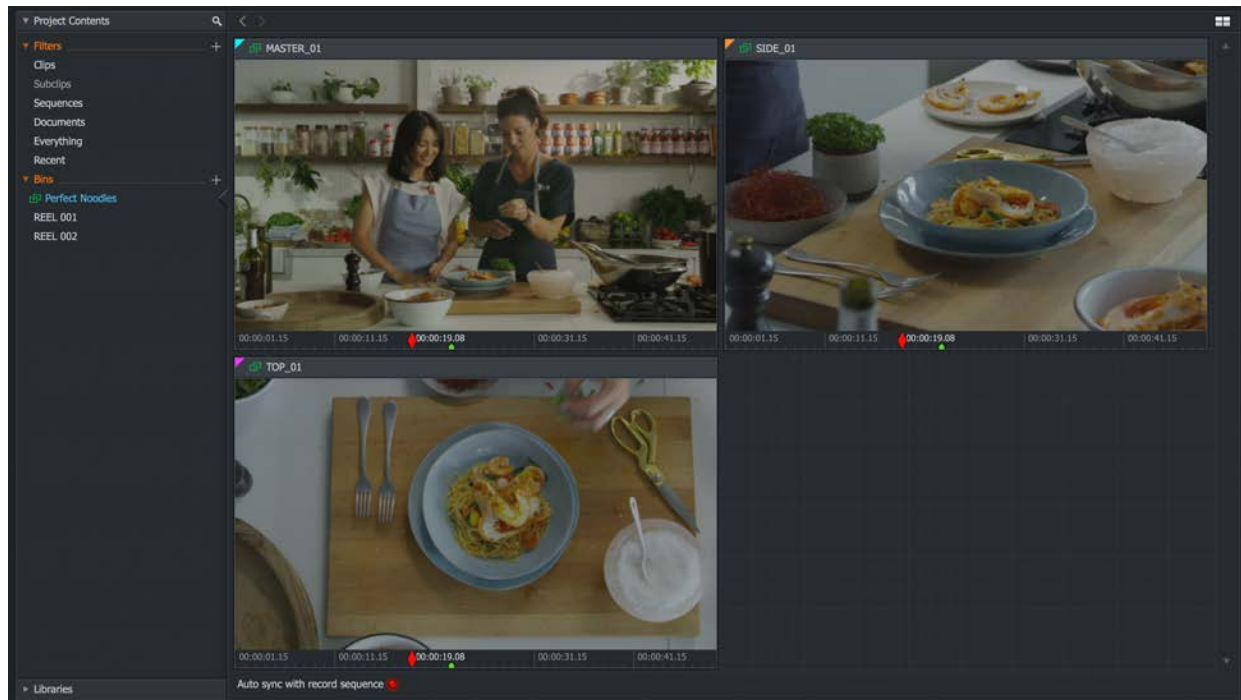 Project Contents
Filters
Clips
Subclips
Sequences
Documents
Everything
Recent
Bins
Perfect Noodles
REEL 001
REEL 002
Libraries
MASTER_01
00:00:01.15 00:00:11.15 00:00:19.08 00:00:31.15 00:00:41.15
SIDE_01
00:00:01.15 00:00:11.15 00:00:19.08 00:00:31.15 00:00:41.15
TOP_01
00:00:01.15 00:00:11.15 00:00:19.08 00:00:31.15 00:00:41.15
Auto sync with record sequence